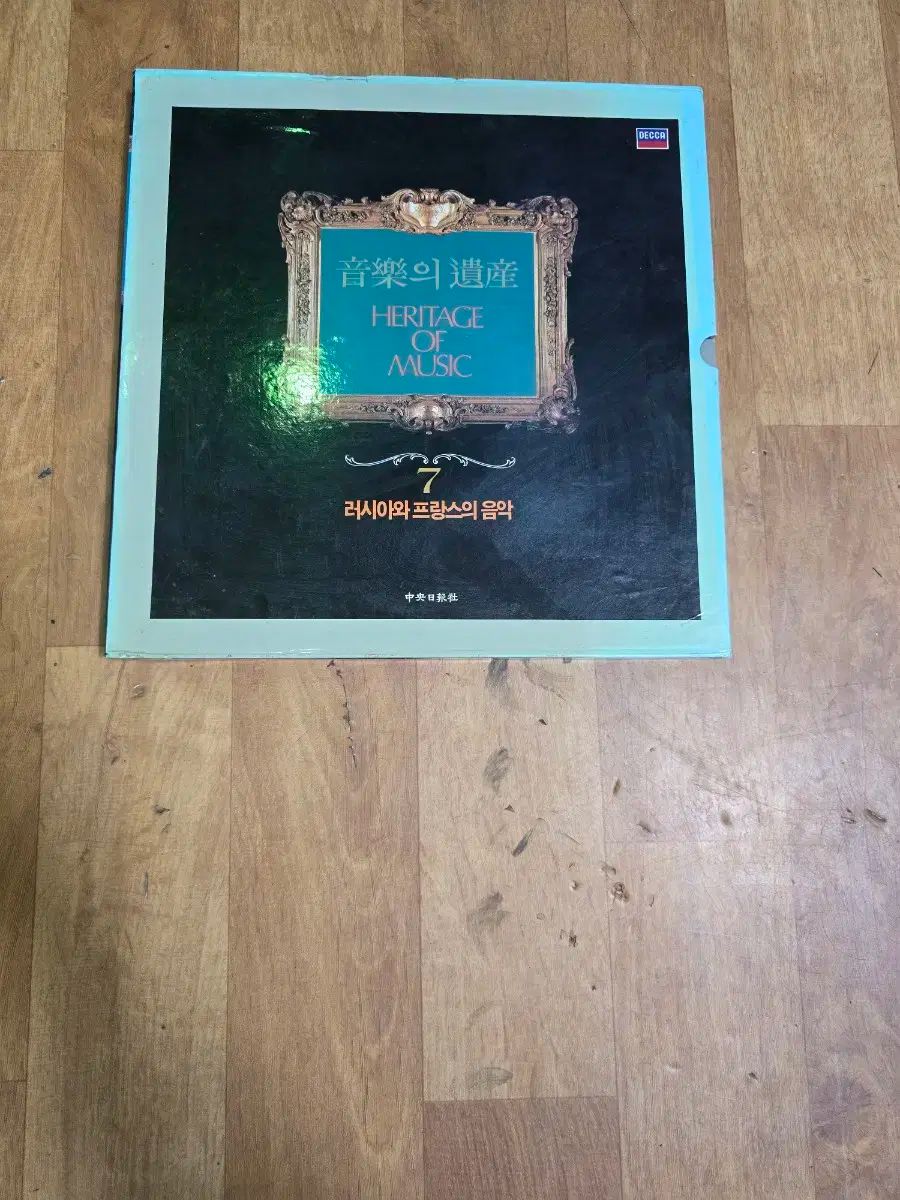 DECCA
音樂의 遺産
HERITAGE
OF
MUSIC
7
러시아와 프랑스의 음악
中央日報社